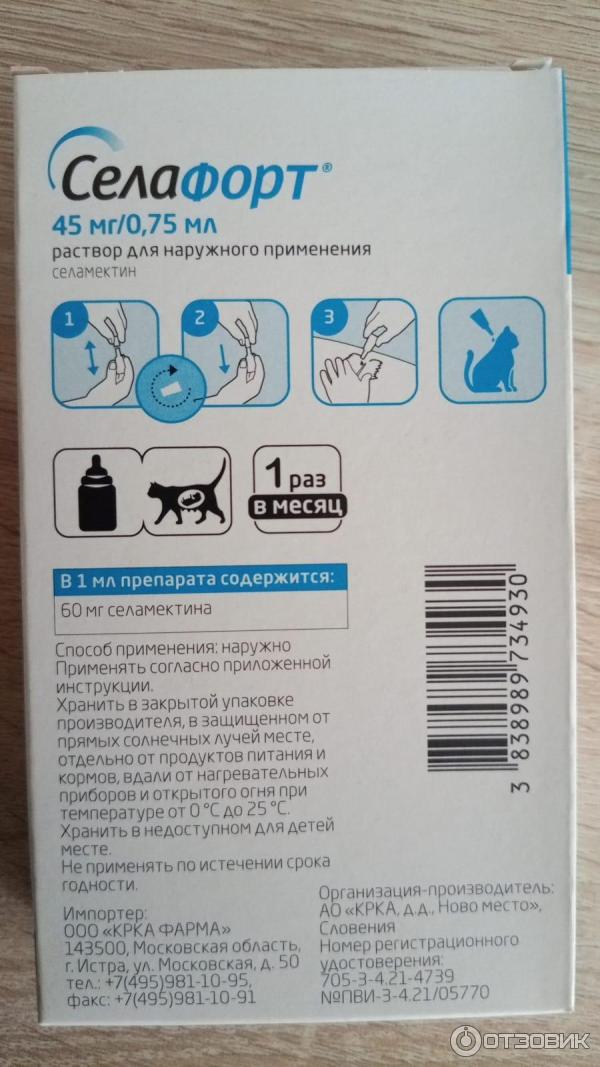 Селафорт®
45 мг/0,75 мл
раствор для наружного применения
селамектин
1
2
3
1 раз
в месяц
В 1 мл препарата содержится:
60 мг селамектина
Способ применения: наружно
Применять согласно приложенной
инструкции.
Хранить в закрытой упаковке
производителя, в защищенном от
прямых солнечных лучей месте,
отдельно от продуктов питания и
кормов, вдали от нагревательных
приборов и открытого огня при
температуре от 0 °С до 25 °С.
Хранить в недоступном для детей
месте.
Не применять по истечении срока
годности.
Импортер:
ООО «КРКА ФАРМА»
143500, Московская область,
г. Истра, ул. Московская, д. 50
тел.: +7(495)981-10-95,
факс: +7(495)981-10-91
3 838989 734930
Организация-производитель:
АО «КРКА, д.д., Ново место»,
Словения
Номер регистрационного
удостоверения:
705-3-4.21-4739
№ПВИ-3-4.21/05770
ОТЗОВИК